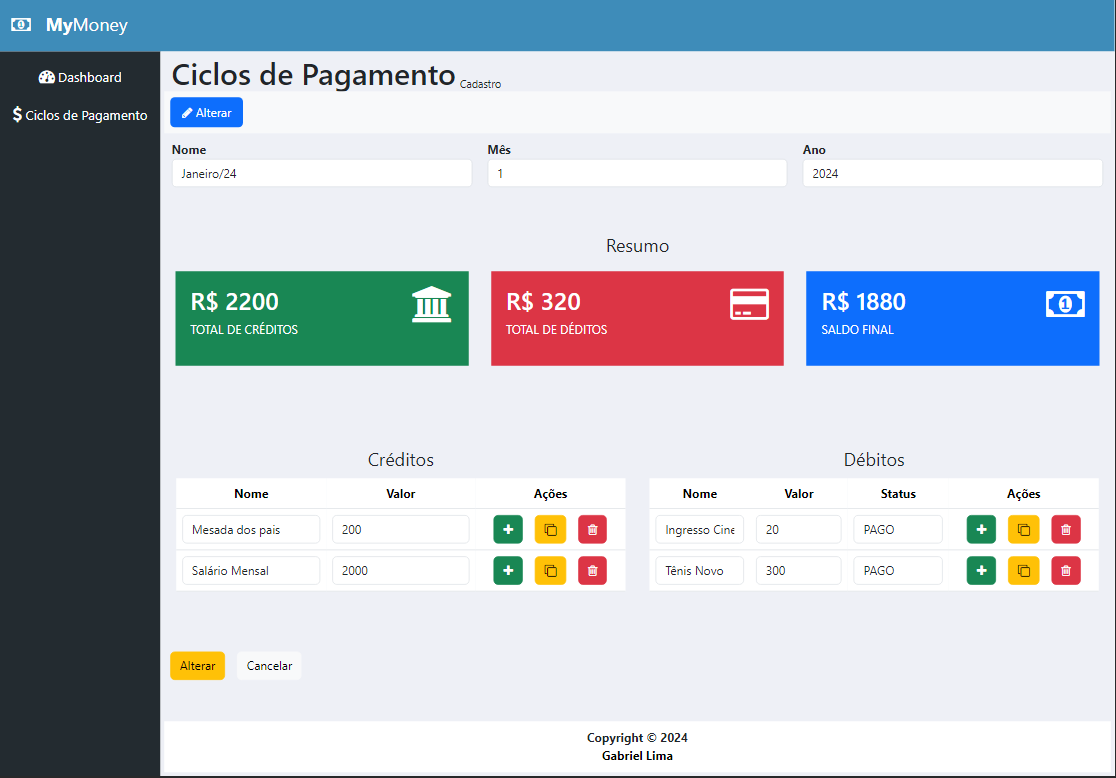 MyMoney
Dashboard
Ciclos de Pagamento
Ciclos de Pagamento Cadastro
Alterar
Nome Mês Ano
Janeiro/24 1 2024
Resumo
R$ 2200 R$ 320 R$ 1880
TOTAL DE CRÉDITOS TOTAL DE DÉDITOS SALDO FINAL
Créditos
Nome Valor Ações
Mesada dos pais 200
Salário Mensal 2000
Débitos
Nome Valor Status Ações
Ingresso Cine 20 PAGO
Tênis Novo 300 PAGO
Alterar Cancelar
Copyright © 2024
Gabriel Lima